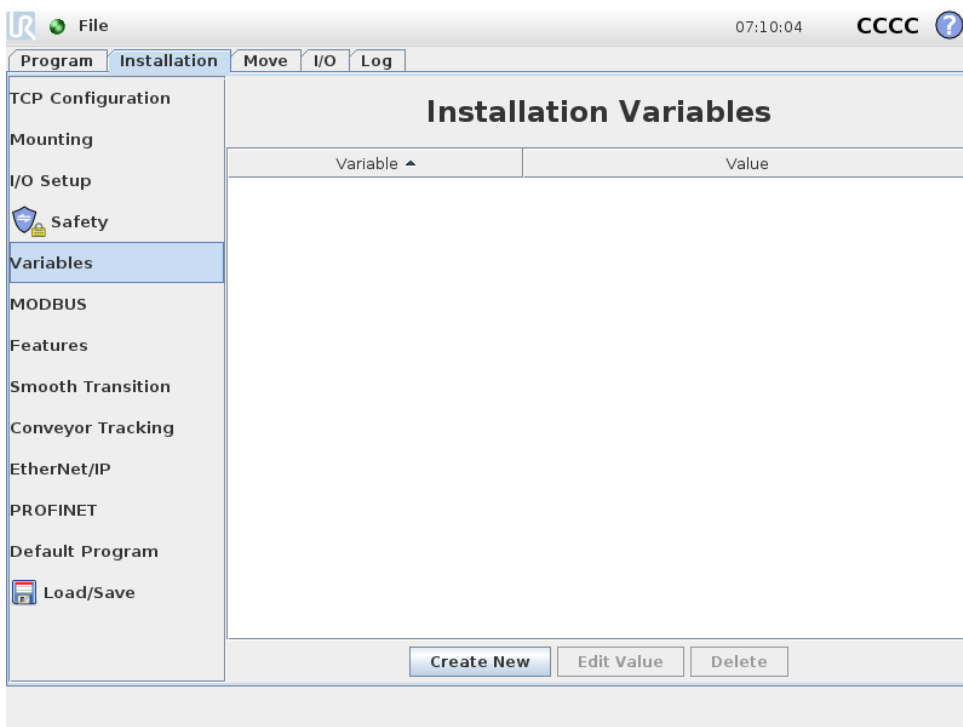 UR File 07:10:04 CCCC ?
Program Installation Move I/O Log
TCP Configuration
Mounting
I/O Setup
Safety
Variables
MODBUS
Features
Smooth Transition
Conveyor Tracking
EtherNet/IP
PROFINET
Default Program
Load/Save
Installation Variables
Variable Value
Create New Edit Value Delete